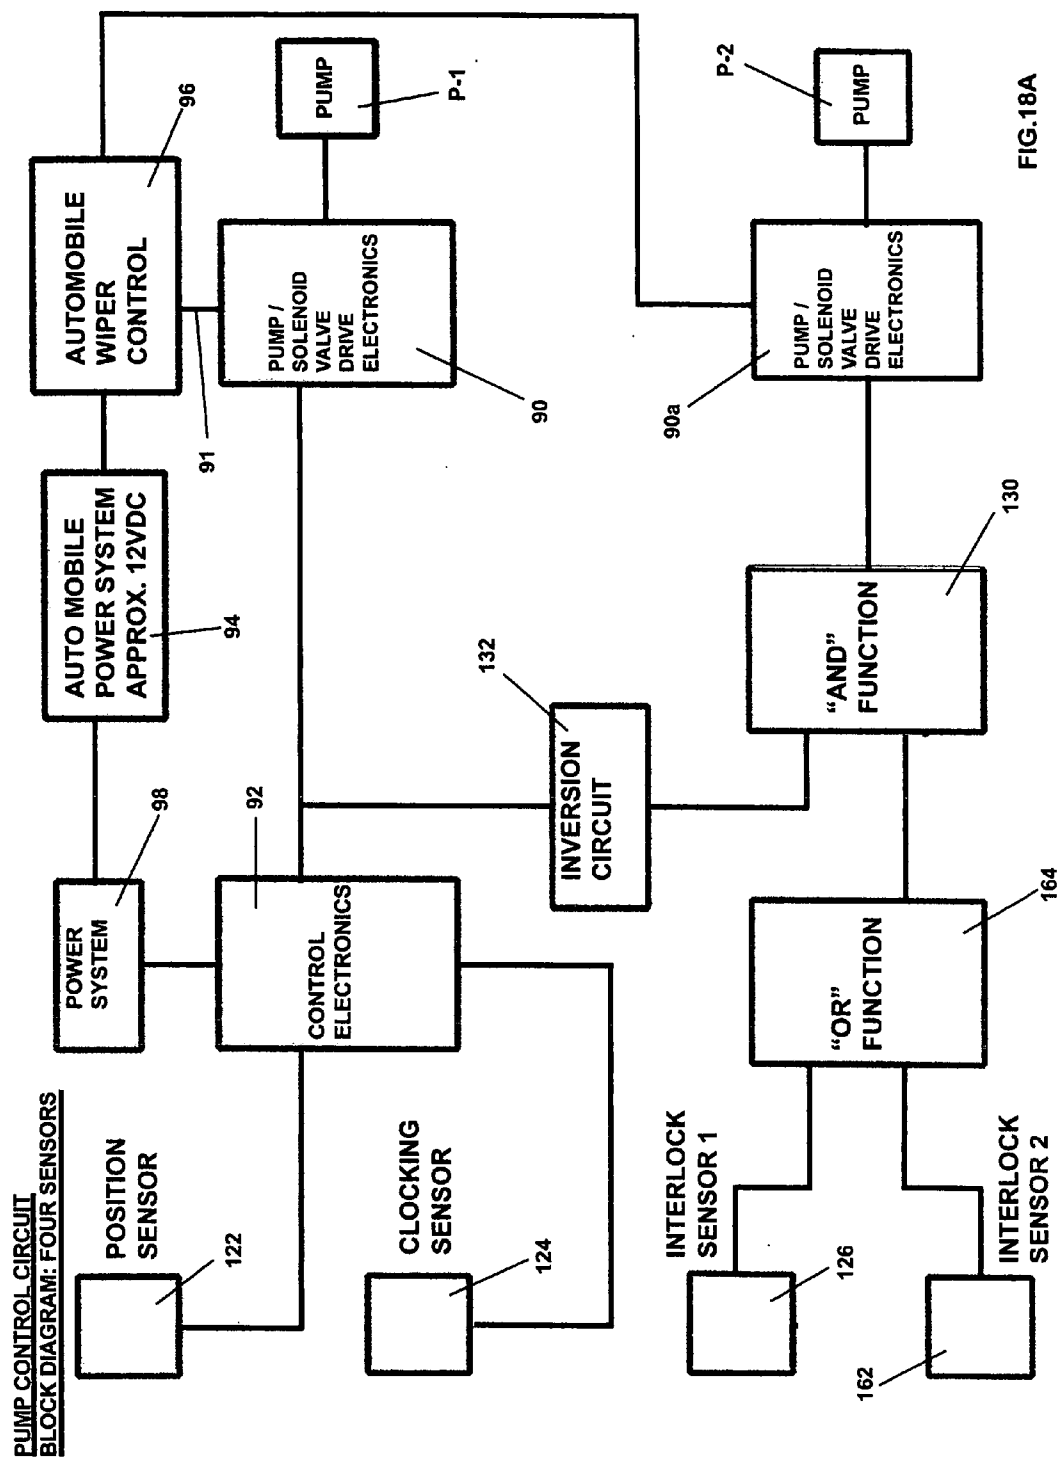 PUMP CONTROL CIRCUIT
BLOCK DIAGRAM: FOUR SENSORS
POWER
SYSTEM
98
AUTO MOBILE
POWER SYSTEM
APPROX. 12VDC
94
AUTOMOBILE
WIPER
CONTROL
96
91
POSITION
SENSOR
122
CONTROL
ELECTRONICS
92
PUMP /
SOLENOID
VALVE
DRIVE
ELECTRONICS
90
PUMP
P-1
CLOCKING
SENSOR
124
INVERSION
CIRCUIT
132
INTERLOCK
SENSOR 1
126
INTERLOCK
SENSOR 2
162
"OR"
FUNCTION
164
"AND"
FUNCTION
130
PUMP /
SOLENOID
VALVE
DRIVE
ELECTRONICS
90a
PUMP
P-2
FIG.18A